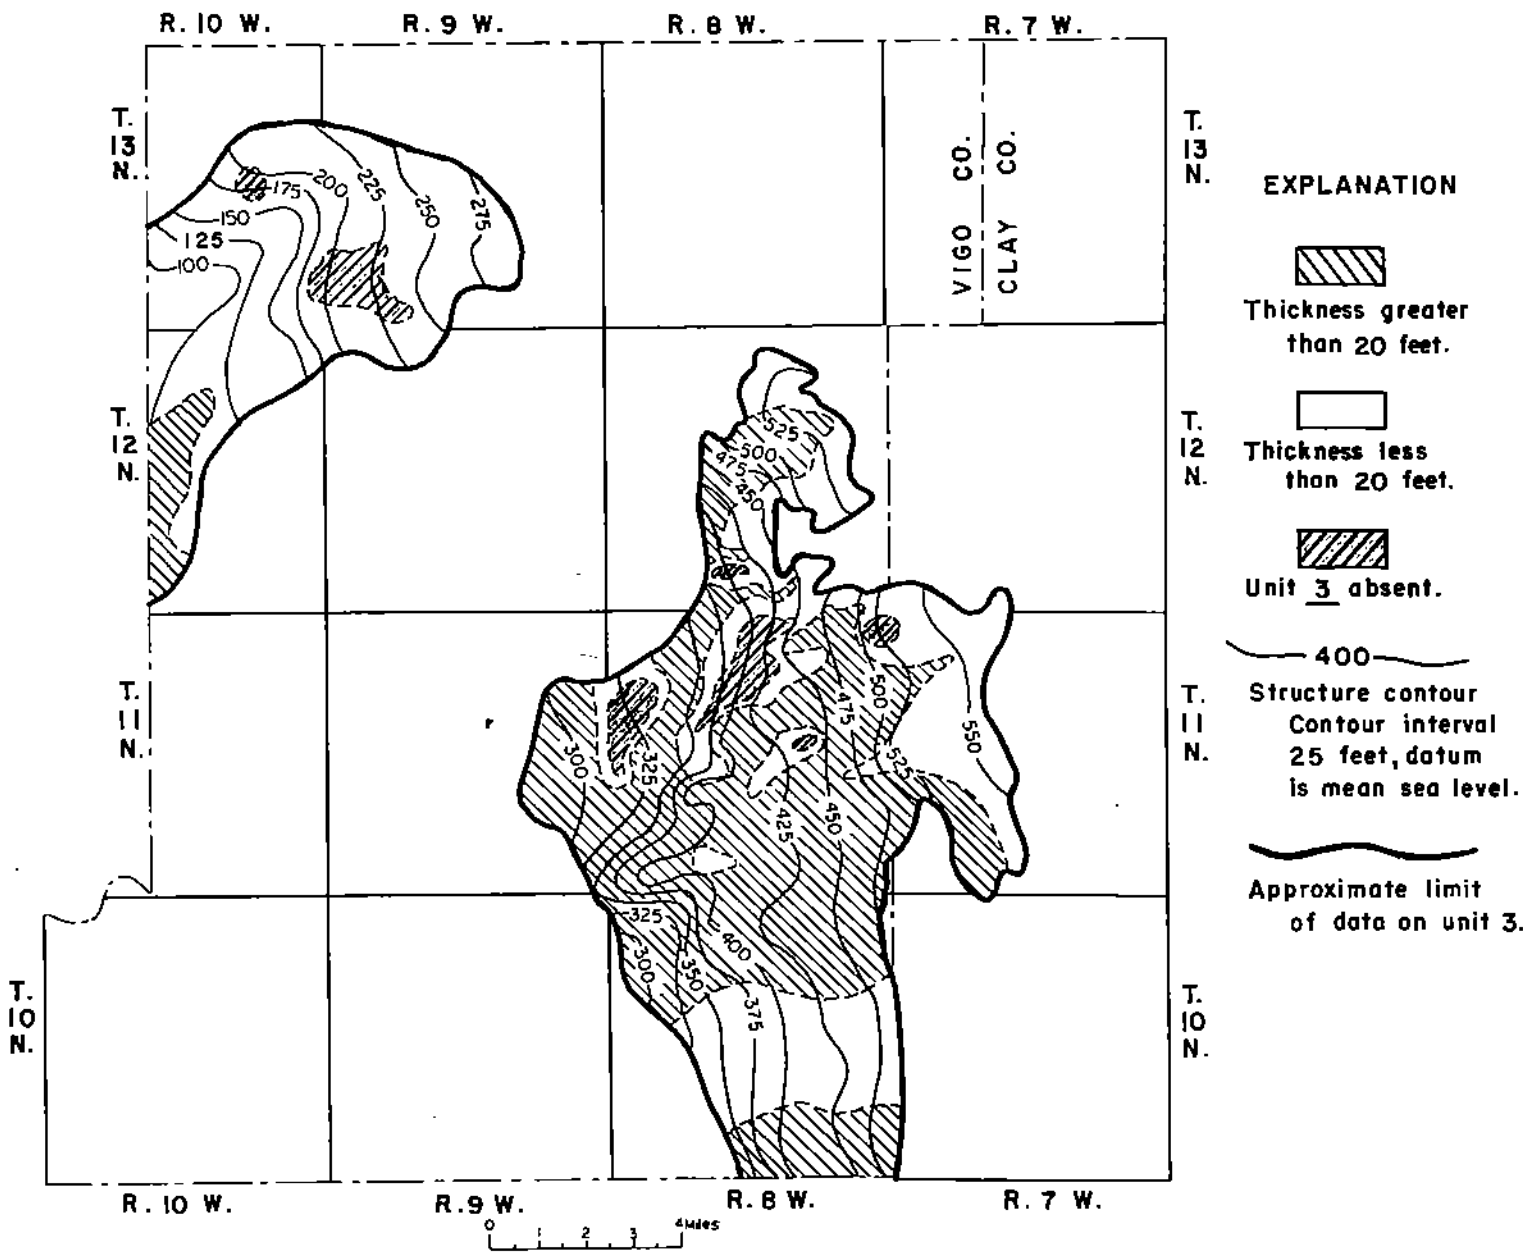 R. 10 W.
R. 9 W.
R. 8 W.
R. 7 W.
T.
13
N.
T.
12
N.
T.
11
N.
T.
10
N.
T.
13
N.
T.
12
N.
T.
11
N.
T.
10
N.
VIGO CO.
CLAY CO.
200
175
225
250
275
150
125
100
525
500
475
450
500
475
550
525
300
325
425
450
325
300
350
400
375
R. 10 W.
R. 9 W.
R. 8 W.
R. 7 W.
0
1
2
3
4 Miles
EXPLANATION
Thickness greater
than 20 feet.
Thickness less
than 20 feet.
Unit 3 absent.
400
Structure contour
Contour interval
25 feet, datum
is mean sea level.
Approximate limit
of data on unit 3.